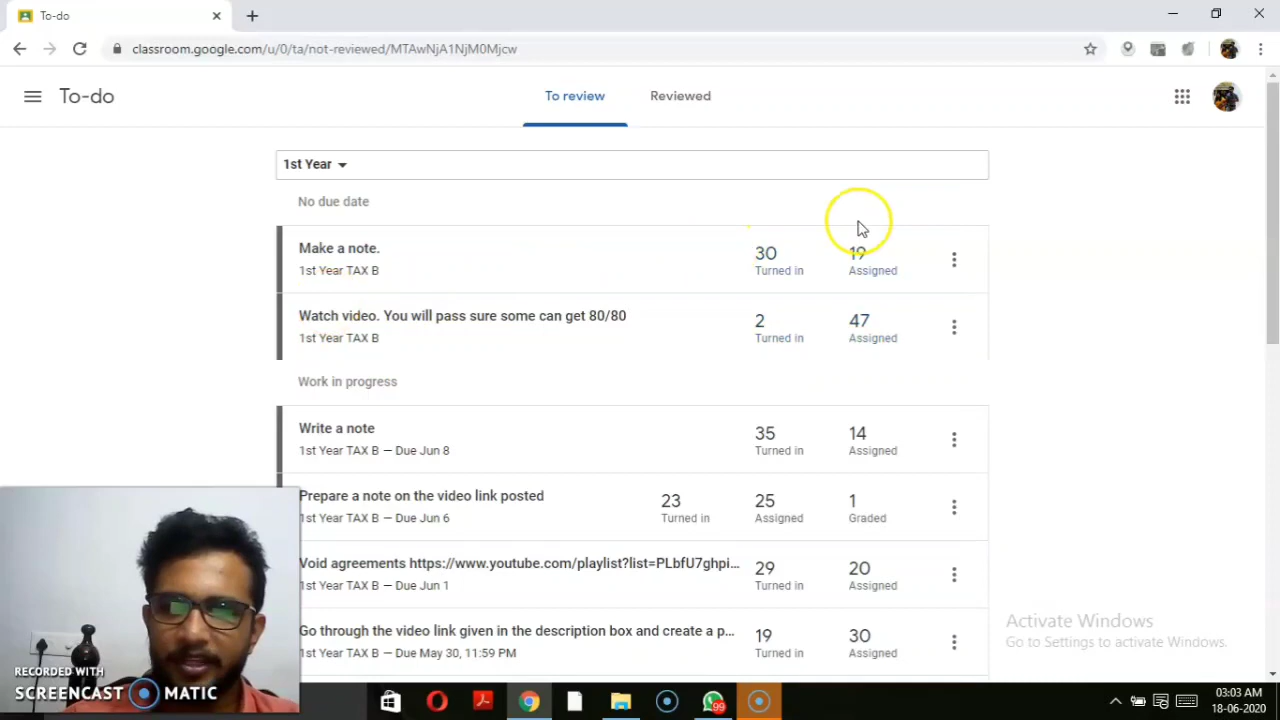 To-do
classroom.google.com/u/0/ta/not-reviewed/MTAwNjA1NjM0Mjcw
To-do
To review
Reviewed
1st Year
No due date
Make a note.
1st Year TAX B
30
Turned in
19
Assigned
Watch video. You will pass sure some can get 80/80
1st Year TAX B
2
Turned in
47
Assigned
Work in progress
Write a note
1st Year TAX B — Due Jun 8
35
Turned in
14
Assigned
Prepare a note on the video link posted
1st Year TAX B — Due Jun 6
23
Turned in
25
Assigned
1
Graded
Void agreements https://www.youtube.com/playlist?list=PLbfU7ghpi...
1st Year TAX B — Due Jun 1
29
Turned in
20
Assigned
Go through the video link given in the description box and create a p...
1st Year TAX B — Due May 30, 11:59 PM
19
Turned in
30
Assigned
Activate Windows
Go to Settings to activate Windows.
RECORDED WITH
SCREENCAST MATIC
99
03:03 AM
18-06-2020